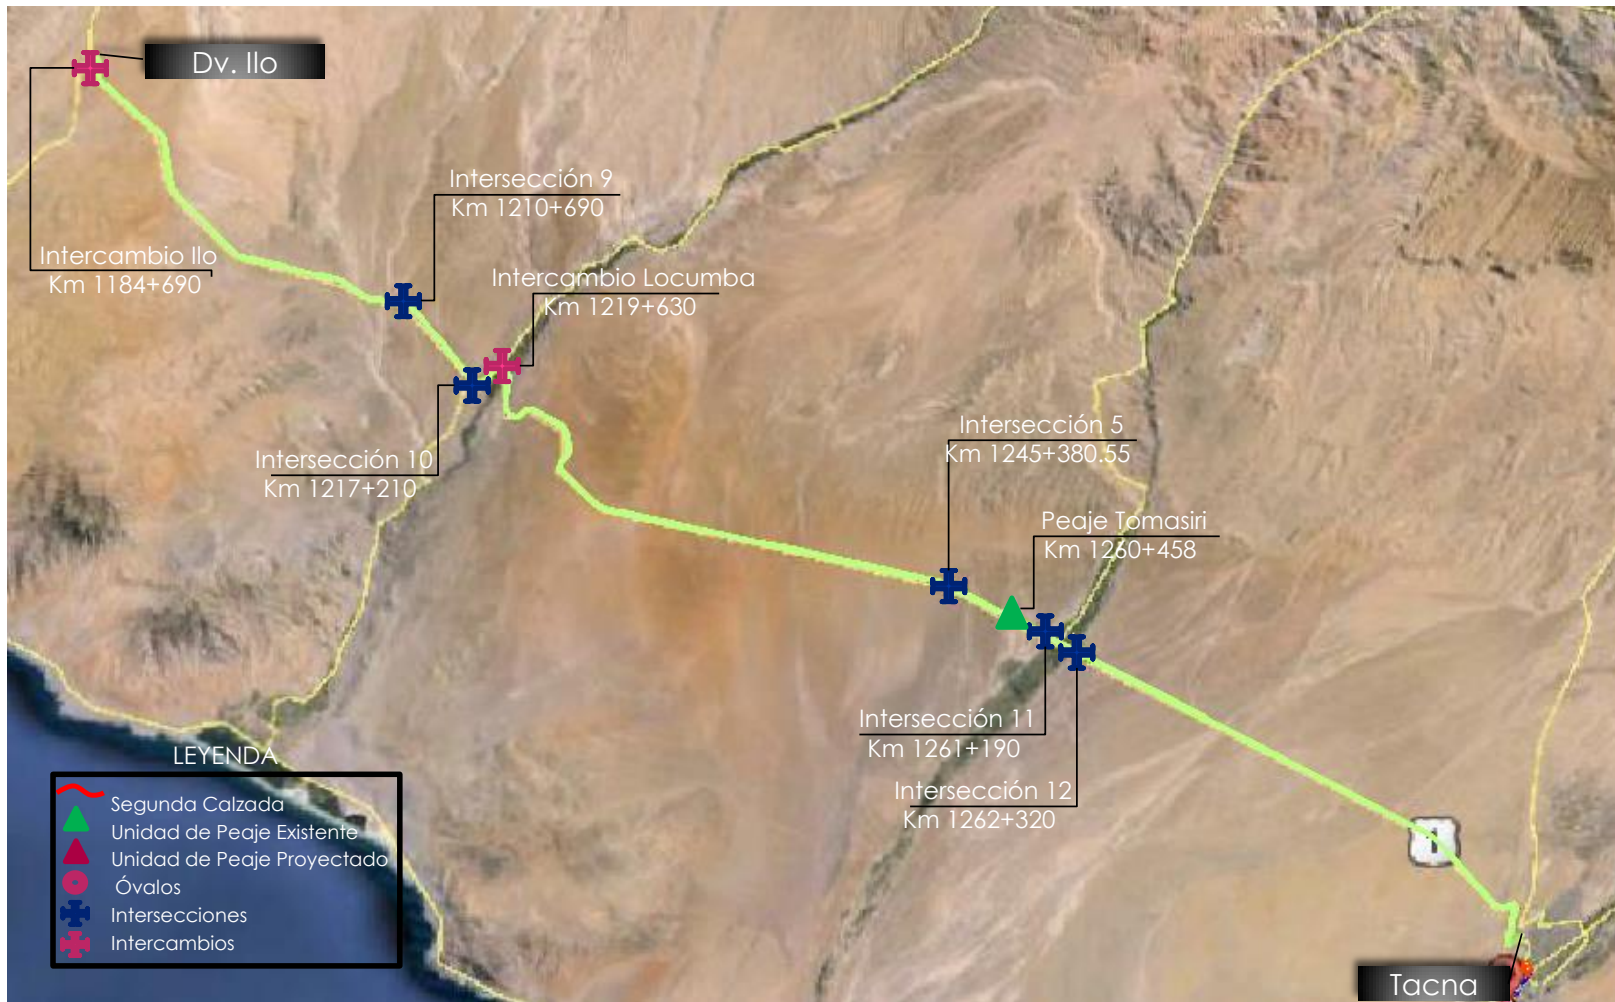 Dv. Ilo
Intersección 9
Km 1210+690
Intercambio Ilo
Km 1184+690
Intercambio Locumba
Km 1219+630
Intersección 10
Km 1217+210
Intersección 5
Km 1245+380.55
Peaje Tomasiri
Km 1260+458
Intersección 11
Km 1261+190
Intersección 12
Km 1262+320
LEYENDA
Segunda Calzada
Unidad de Peaje Existente
Unidad de Peaje Proyectado
Óvalos
Intersecciones
Intercambios
1
Tacna